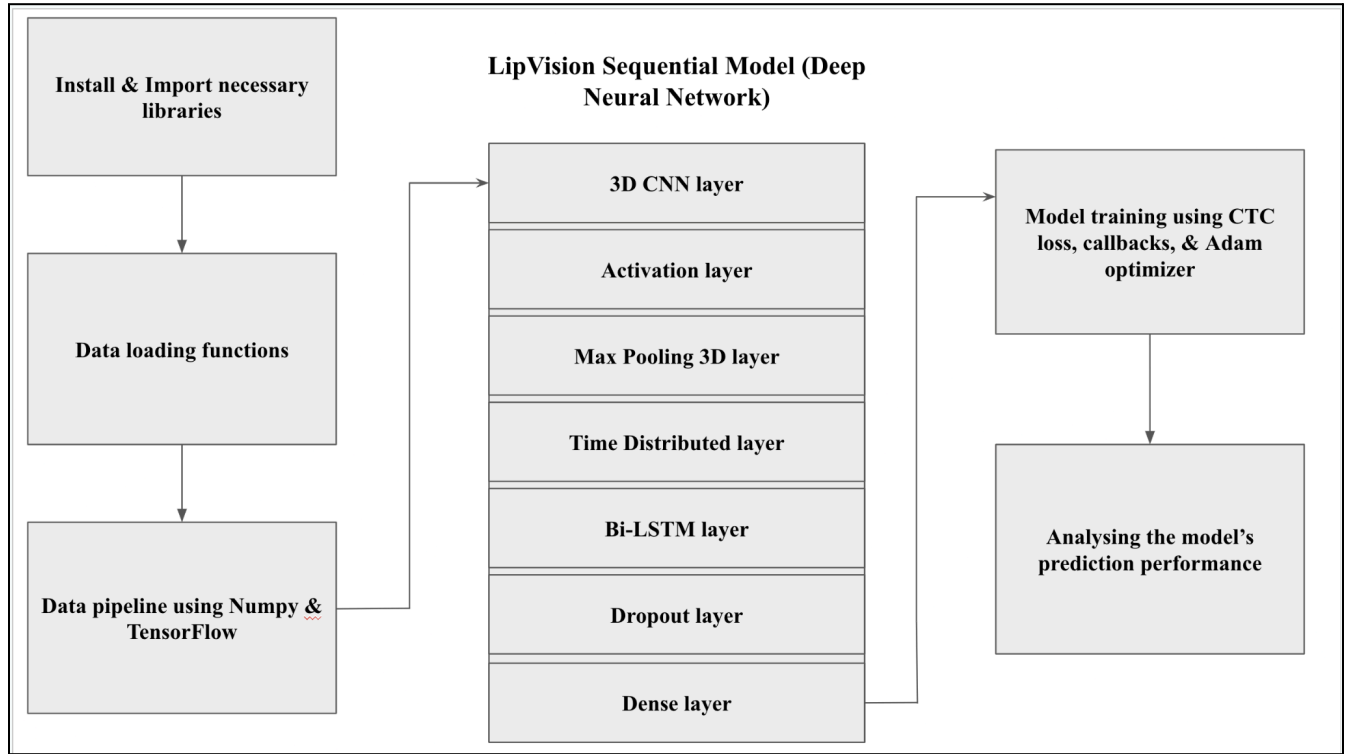 Install & Import necessary
libraries
Data loading functions
Data pipeline using Numpy &
TensorFlow
LipVision Sequential Model (Deep
Neural Network)
3D CNN layer
Activation layer
Max Pooling 3D layer
Time Distributed layer
Bi-LSTM layer
Dropout layer
Dense layer
Model training using CTC
loss, callbacks, & Adam
optimizer
Analysing the model’s
prediction performance